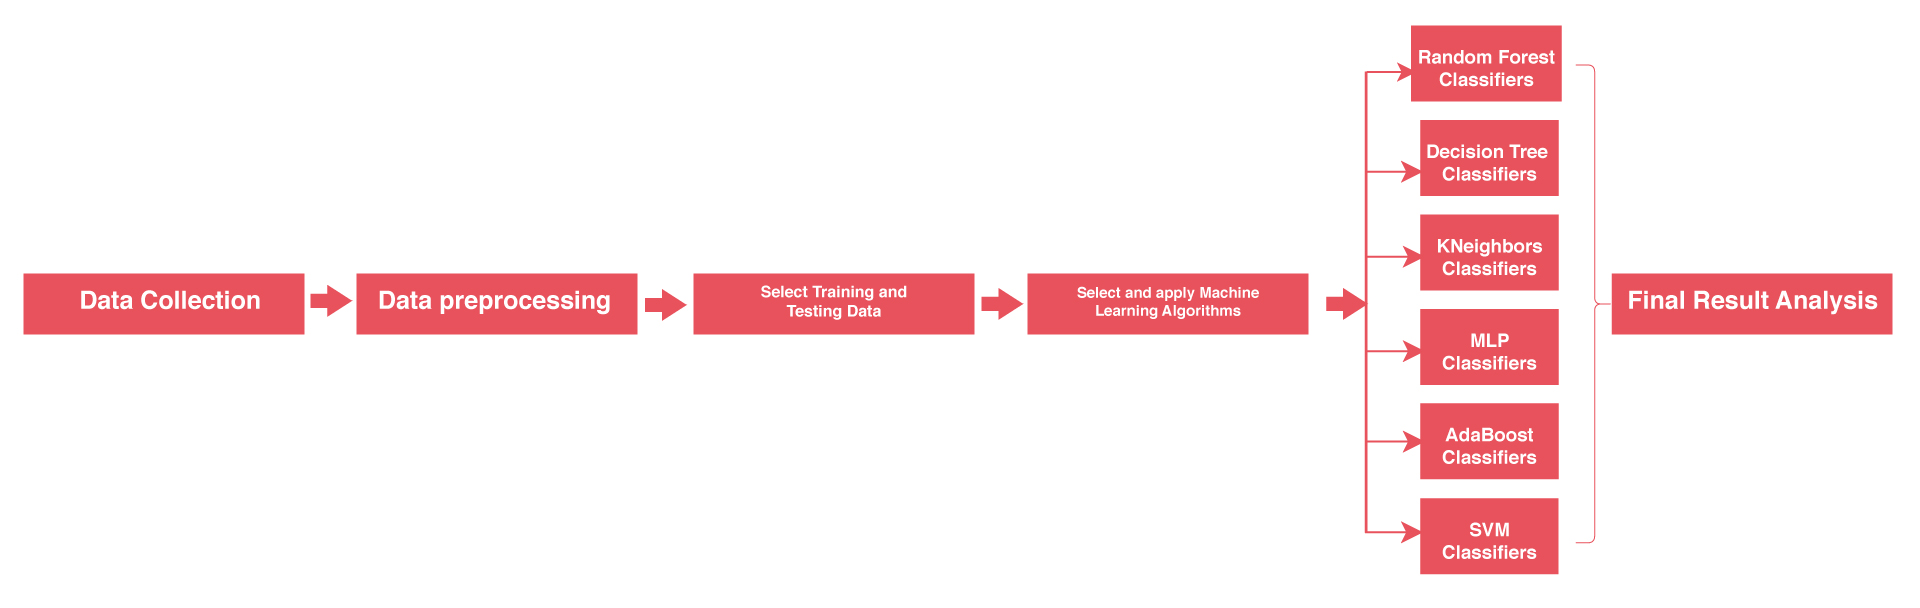 Data Collection
Data preprocessing
Select Training and
Testing Data
Select and apply Machine
Learning Algorithms
Random Forest
Classifiers
Decision Tree
Classifiers
KNeighbors
Classifiers
MLP
Classifiers
AdaBoost
Classifiers
SVM
Classifiers
Final Result Analysis